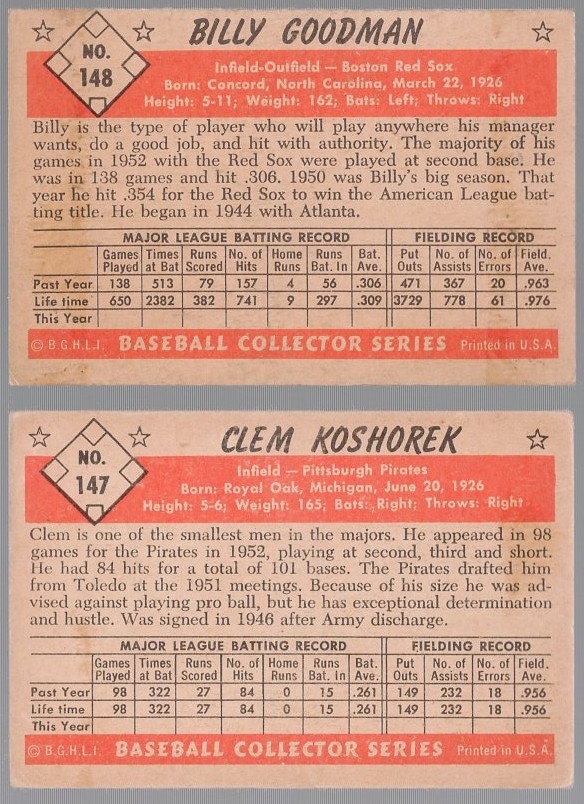 BILLY GOODMAN
NO.
148
Infield-Outfield — Boston Red Sox
Born: Concord, North Carolina, March 22, 1926
Height: 5-11; Weight: 162; Bats: Left; Throws: Right
Billy is the type of player who will play anywhere his manager
wants, do a good job, and hit with authority. The majority of his
games in 1952 with the Red Sox were played at second base. He
was in 138 games and hit .306. 1950 was Billy's big season. That
year he hit .354 for the Red Sox to win the American League bat-
ting title. He began in 1944 with Atlanta.
MAJOR LEAGUE BATTING RECORD FIELDING RECORD
Games Times Runs No. of Home Runs Bat. Put No. of No. of Field.
Played at Bat Scored Hits Runs Bat. In Ave. Outs Assists Errors Ave.
Past Year 138 513 79 157 4 56 .306 471 367 20 .963
Life time 650 2382 382 741 9 297 .309 3729 778 61 .976
This Year
© B.G.H.L.I. BASEBALL COLLECTOR SERIES Printed in U.S.A.
CLEM KOSHOREK
NO.
147
Infield — Pittsburgh Pirates
Born: Royal Oak, Michigan, June 20, 1926
Height: 5-6; Weight: 165; Bats: Right; Throws: Right
Clem is one of the smallest men in the majors. He appeared in 98
games for the Pirates in 1952, playing at second, third and short.
He had 84 hits for a total of 101 bases. The Pirates drafted him
from Toledo at the 1951 meetings. Because of his size he was ad-
vised against playing pro ball, but he has exceptional determination
and hustle. Was signed in 1946 after Army discharge.
MAJOR LEAGUE BATTING RECORD FIELDING RECORD
Games Times Runs No. of Home Runs Bat. Put No. of No. of Field.
Played at Bat Scored Hits Runs Bat. In Ave. Outs Assists Errors Ave.
Past Year 98 322 27 84 0 15 .261 149 232 18 .956
Life time 98 322 27 84 0 15 .261 149 232 18 .956
This Year
© B.G.H.L.I. BASEBALL COLLECTOR SERIES Printed in U.S.A.